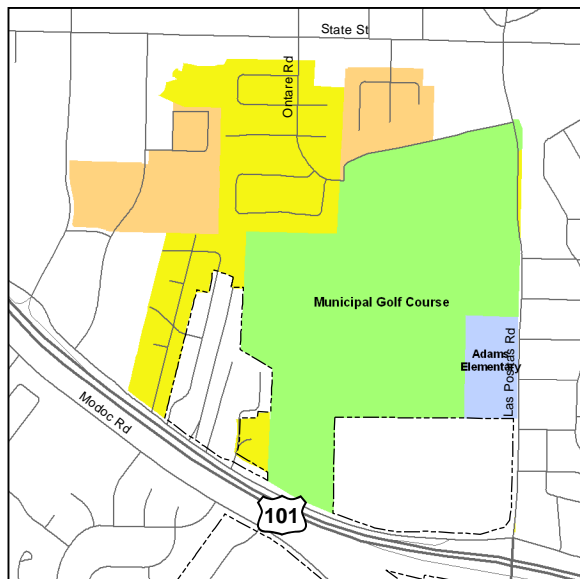 State St
Ontare Rd
Municipal Golf Course
Adams
Elementary
Las Positas Rd
Modoc Rd
101